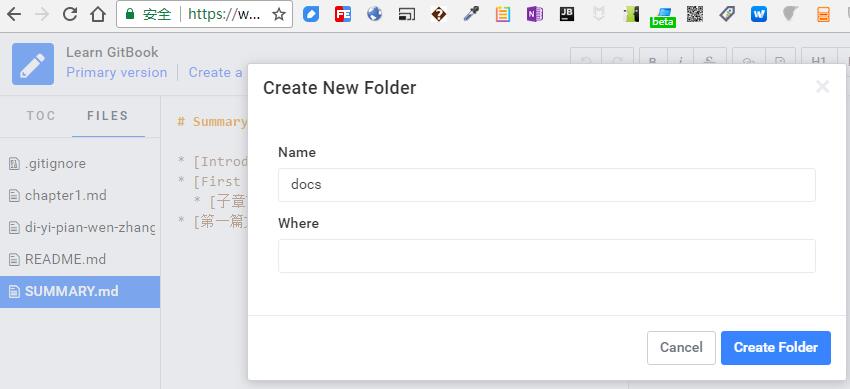 安全 https://w...
beta
Learn GitBook
Primary version Create a
B i S H1
TOC FILES
.gitignore
chapter1.md
di-yi-pian-wen-zhang
README.md
SUMMARY.md
# Summary
* [Introd
* [First
* [子章
* [第一篇
Create New Folder
Name
docs
Where
Cancel Create Folder